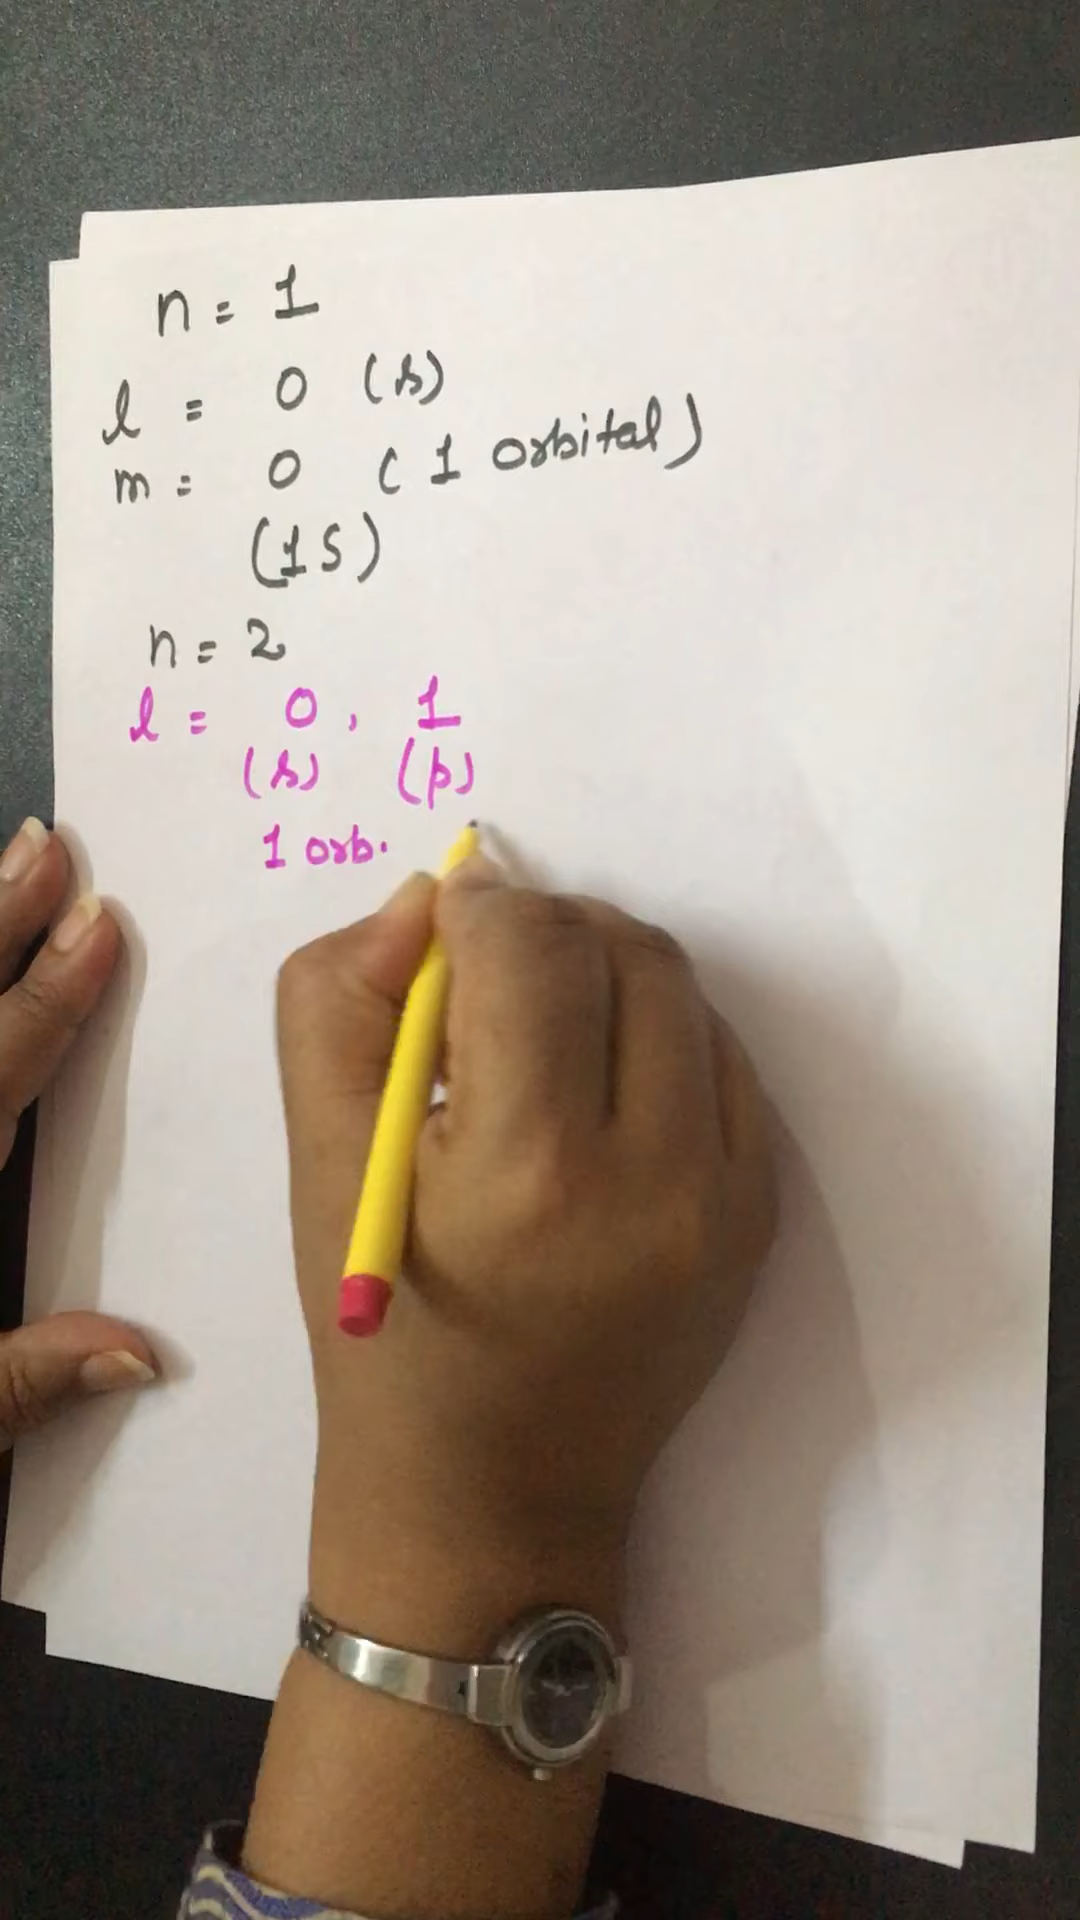 n = 1
l = 0 (s)
m = 0 (1 orbital)
(1S)
n = 2
l = 0, 1
(s) (p)
1 orb.